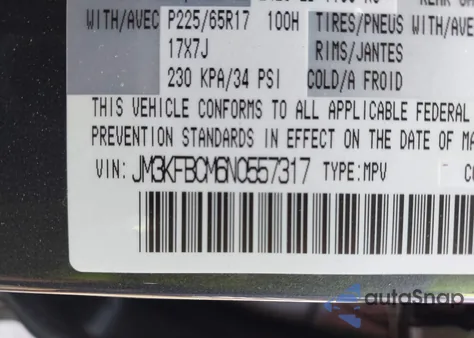 WITH/AVEC P225/65R17 100H TIRES/PNEUS WITH/AVEC
17X7J RIMS/JANTES
230 KPA/34 PSI COLD/A FROID
THIS VEHICLE CONFORMS TO ALL APPLICABLE FEDERAL
PREVENTION STANDARDS IN EFFECT ON THE DATE OF MA
VIN: JM3KFBCM6N0557317 TYPE:MPV CO
autoSnap